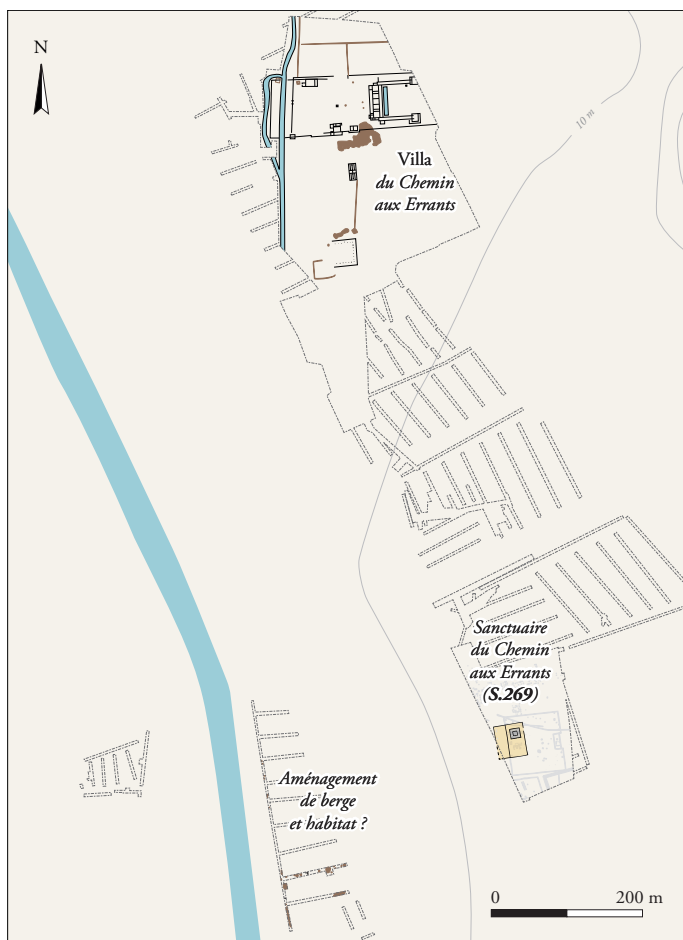 N
10 m
Villa
du Chemin
aux Errants
Sanctuaire
du Chemin
aux Errants
(S.269)
Aménagement
de berge
et habitat ?
0 200 m